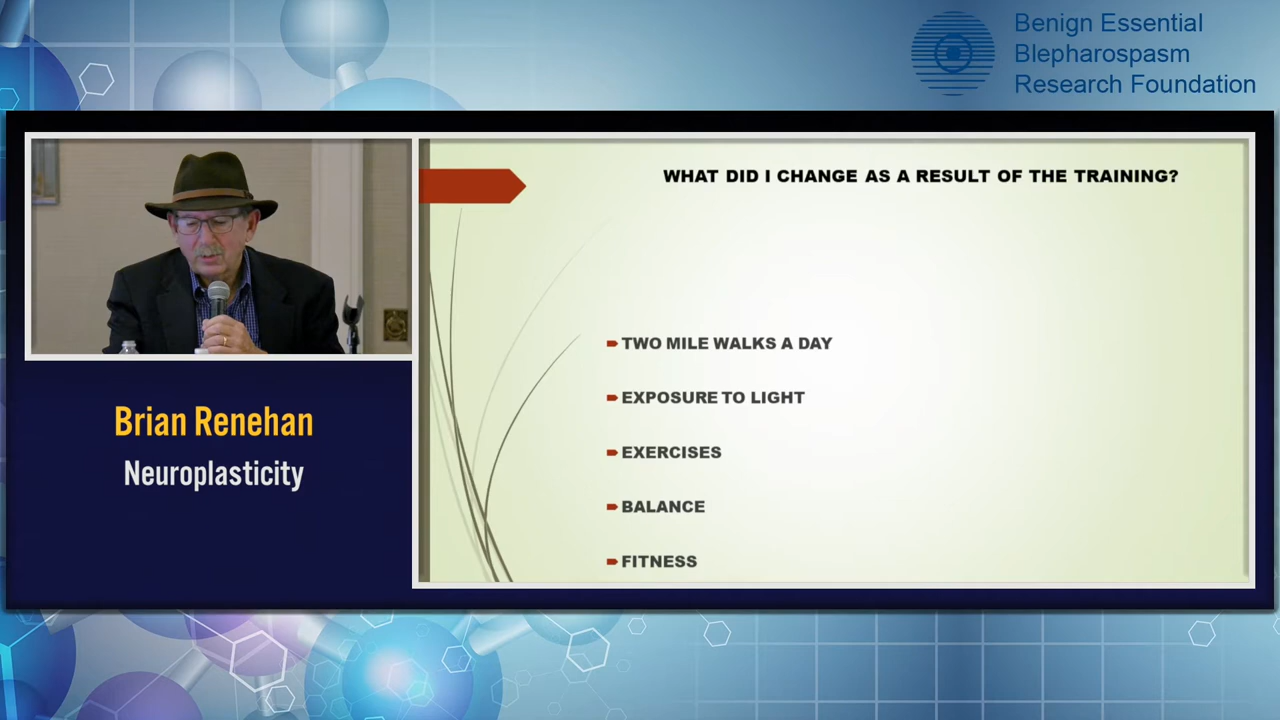 Benign Essential
Blepharospasm
Research Foundation
WHAT DID I CHANGE AS A RESULT OF THE TRAINING?
TWO MILE WALKS A DAY
EXPOSURE TO LIGHT
EXERCISES
BALANCE
FITNESS
Brian Renehan
Neuroplasticity